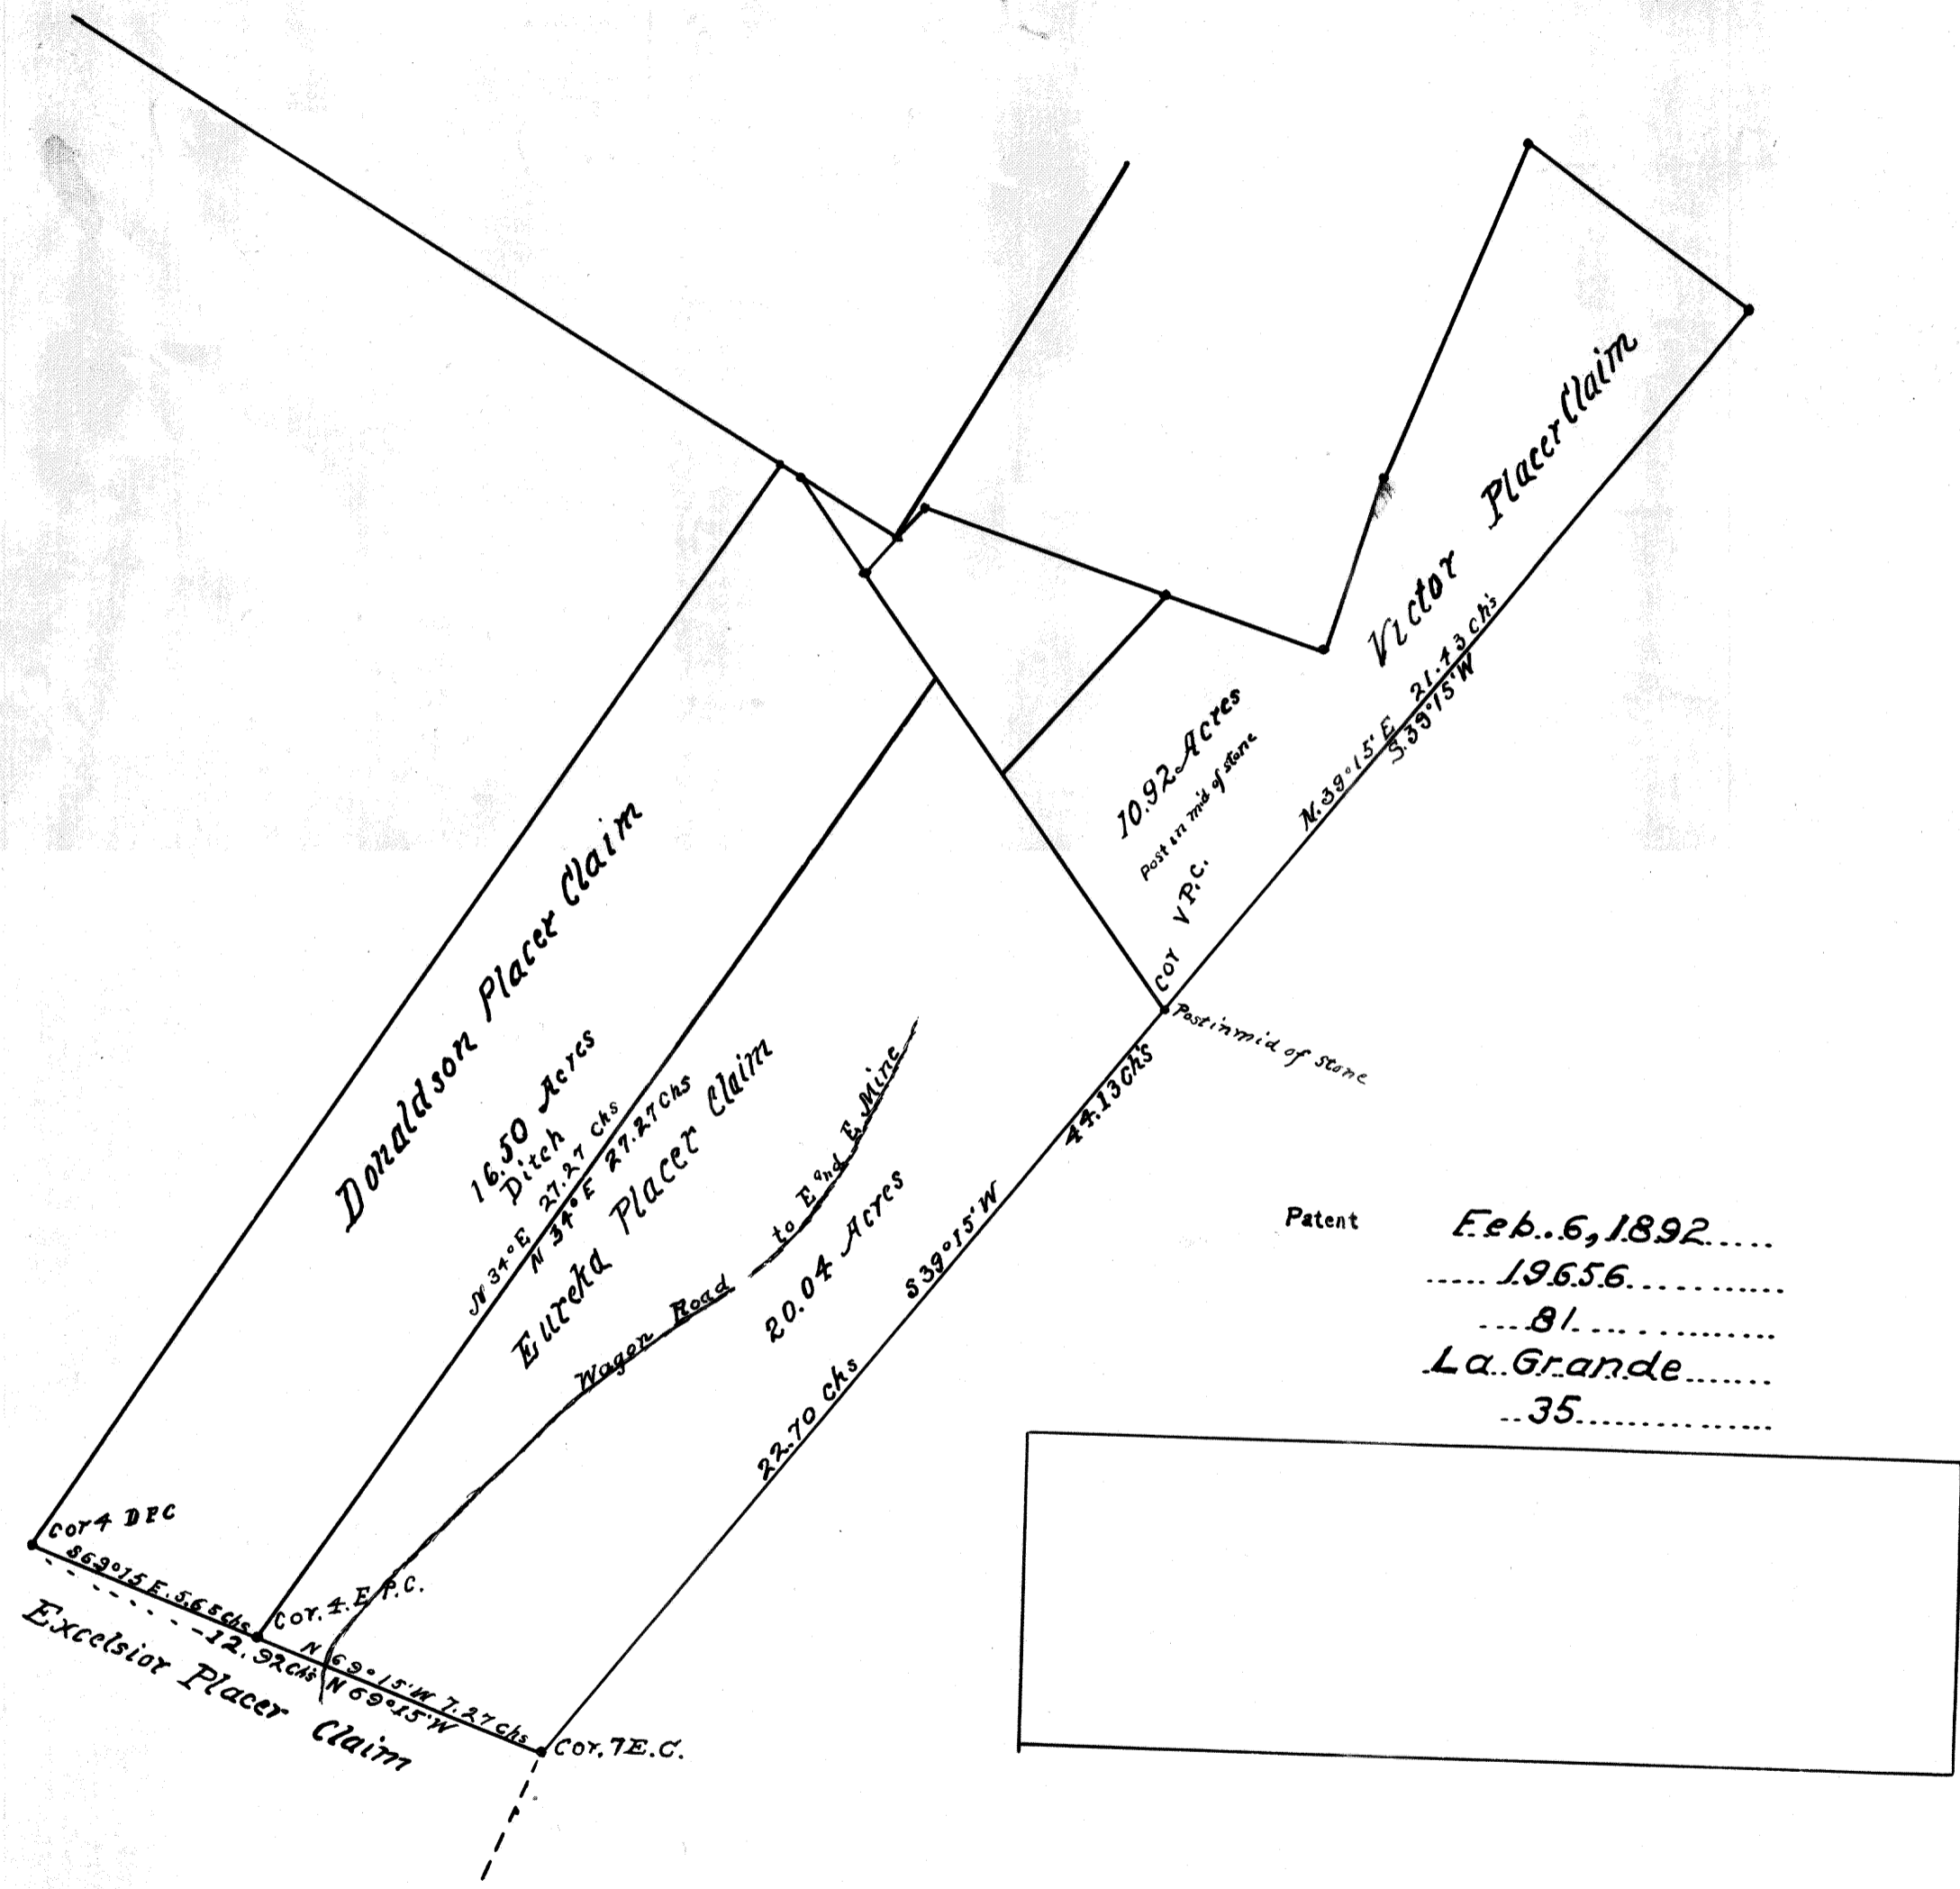 Victor Placer Claim
N. 39°15' E 21.43 ch's
S. 39°15' W
10.92 Acres
Post in mid of stone
Cor V P.C.
Post in mid of stone
44.13 Ch's
S 39°15' W
22.70 chs
Donaldson Placer Claim
16.50 Acres
Ditch
N 34° E 27.27 chs
N 34° E 27.27 Chs
Eureka Placer Claim
Wagon Road to E and E Mine
20.04 Acres
Patent Feb. 6, 1892
19656
81
La Grande
35
Cor 4 D P C
S 69°15 E. 5.65 chs
Cor. 4. E P.C.
12.92 Ch's N 69°15' W
N 69°15' W 7.27 Chs
Cor. 7 E. C.
Excelsior Placer Claim